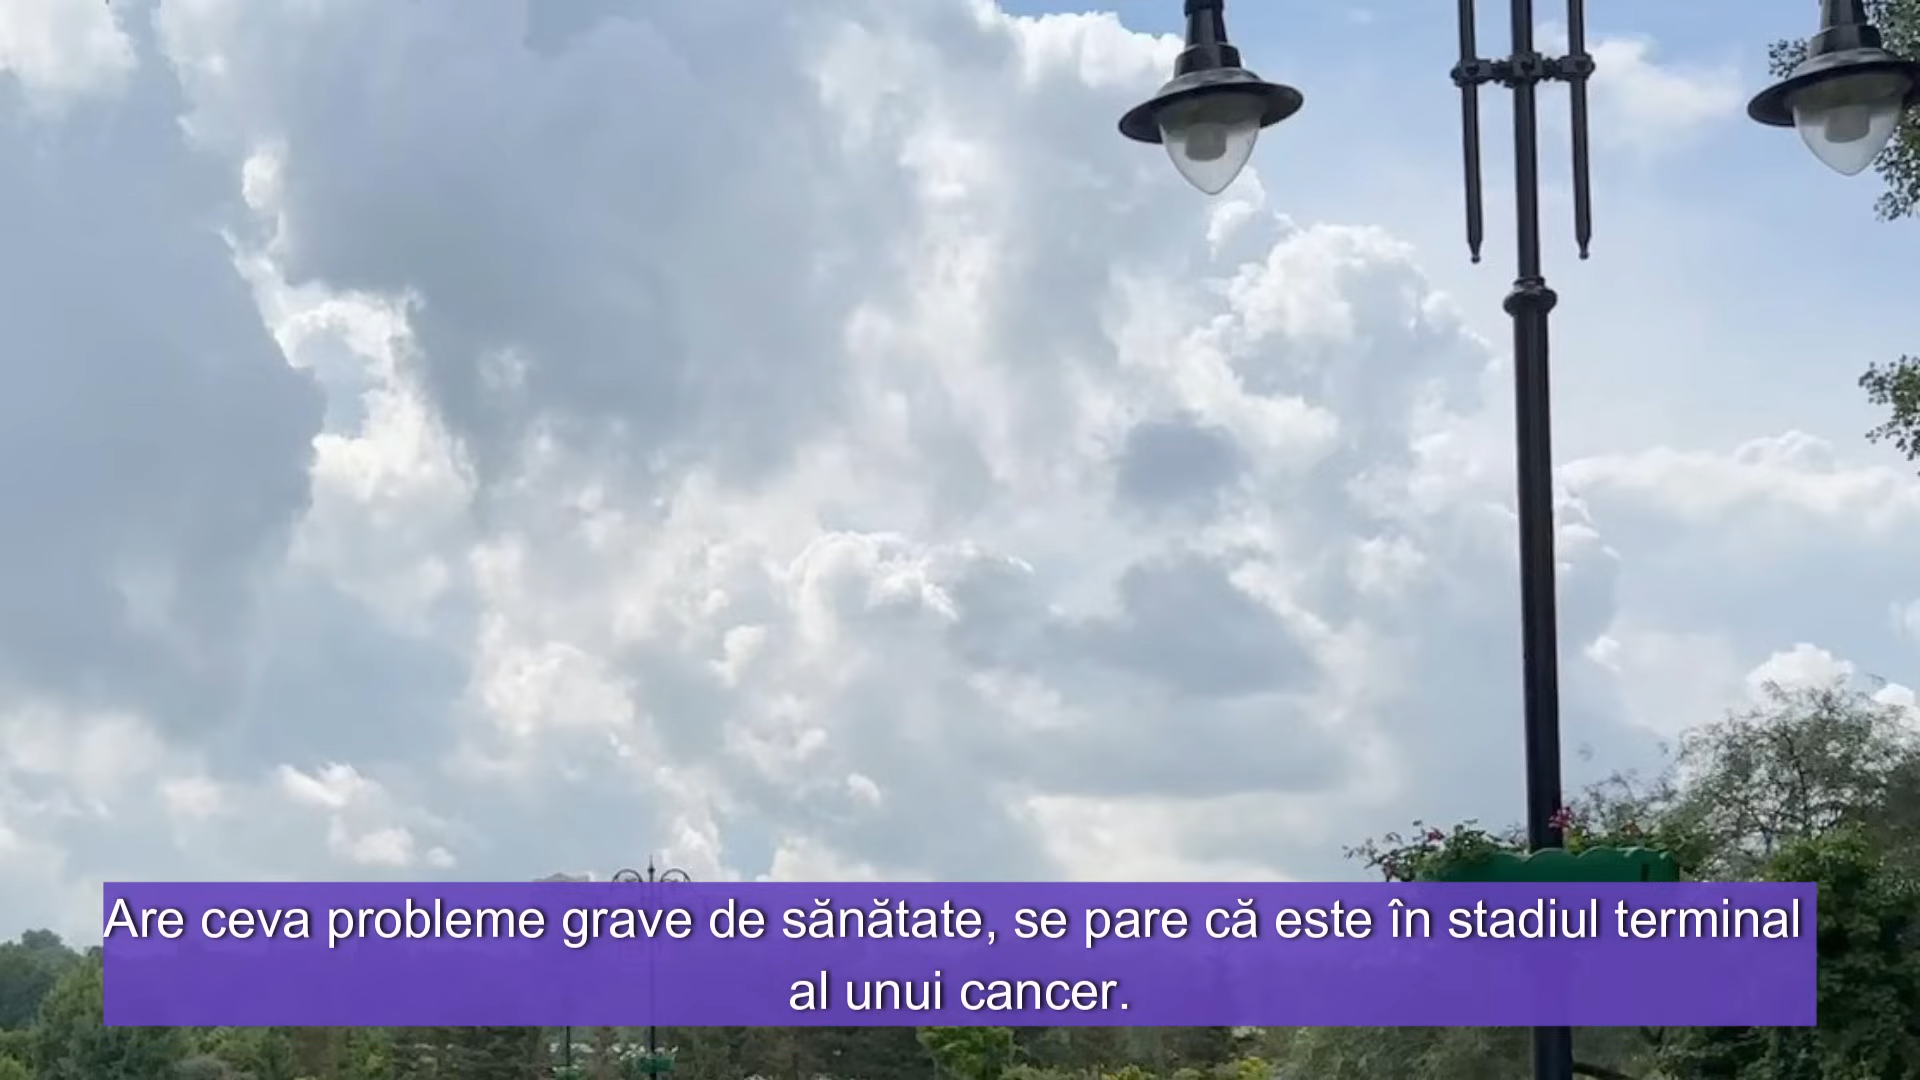 Are ceva probleme grave de sănătate, se pare că este în stadiul terminal
al unui cancer.